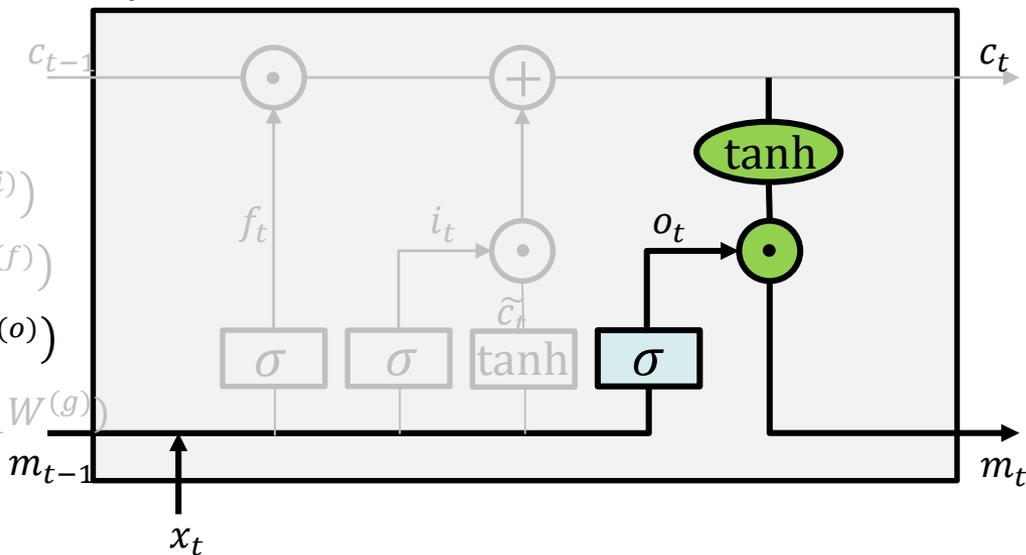 c_{t-1} ⊙ + c_t
tanh
i))
f_t i_t ⊙ o_t ⊙
(f))
c̃_t
(o))
σ σ tanh σ
W^{(g)})
m_{t-1} m_t
x_t